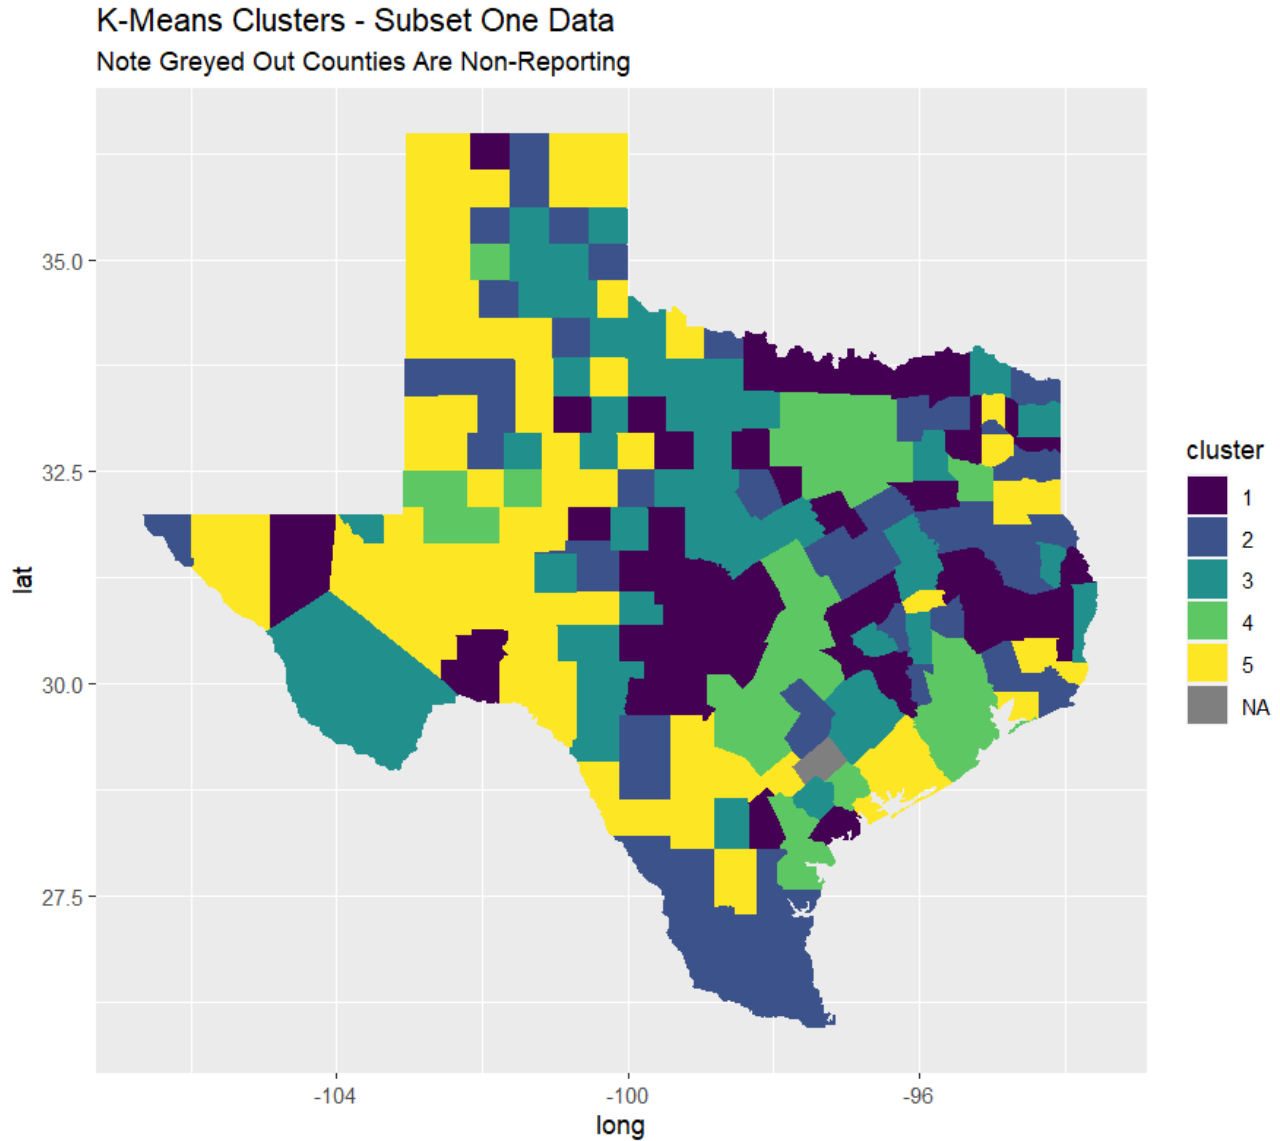 K-Means Clusters - Subset One Data
Note Greyed Out Counties Are Non-Reporting
35.0
32.5
30.0
27.5
lat
-104
-100
-96
long
cluster
1
2
3
4
5
NA